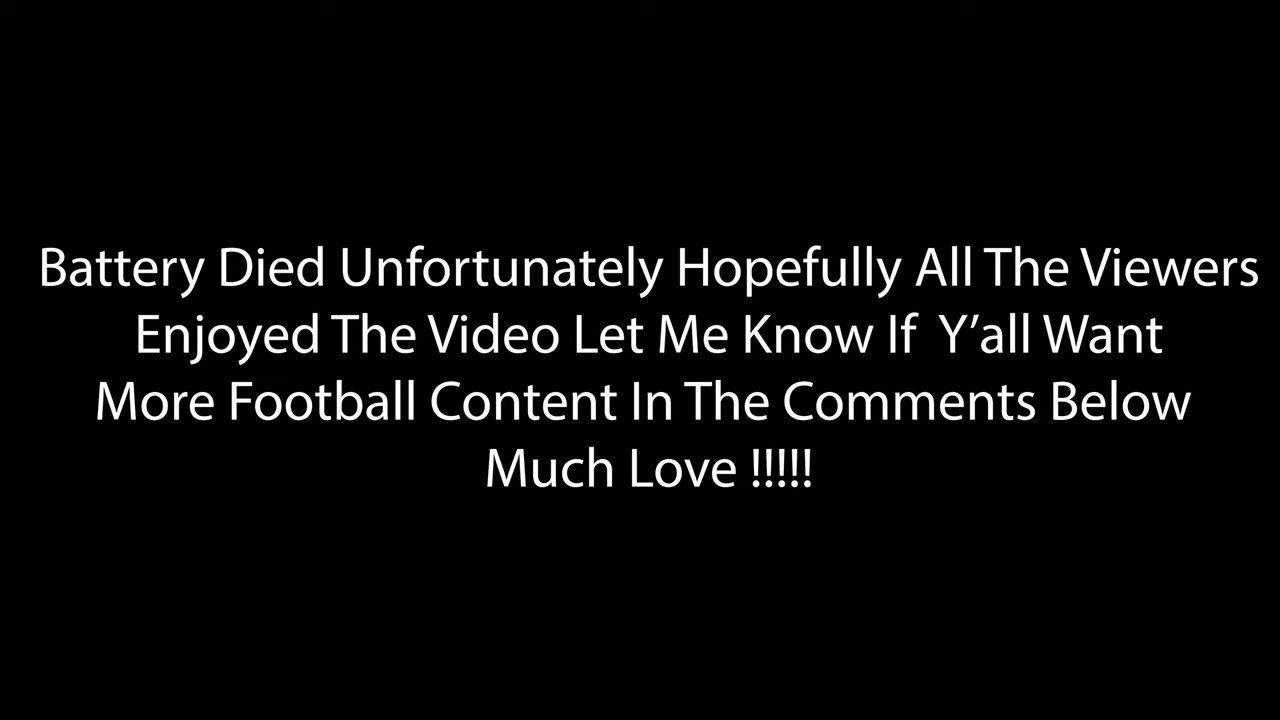 Battery Died Unfortunately Hopefully All The Viewers
Enjoyed The Video Let Me Know If  Y’all Want
More Football Content In The Comments Below
Much Love !!!!!